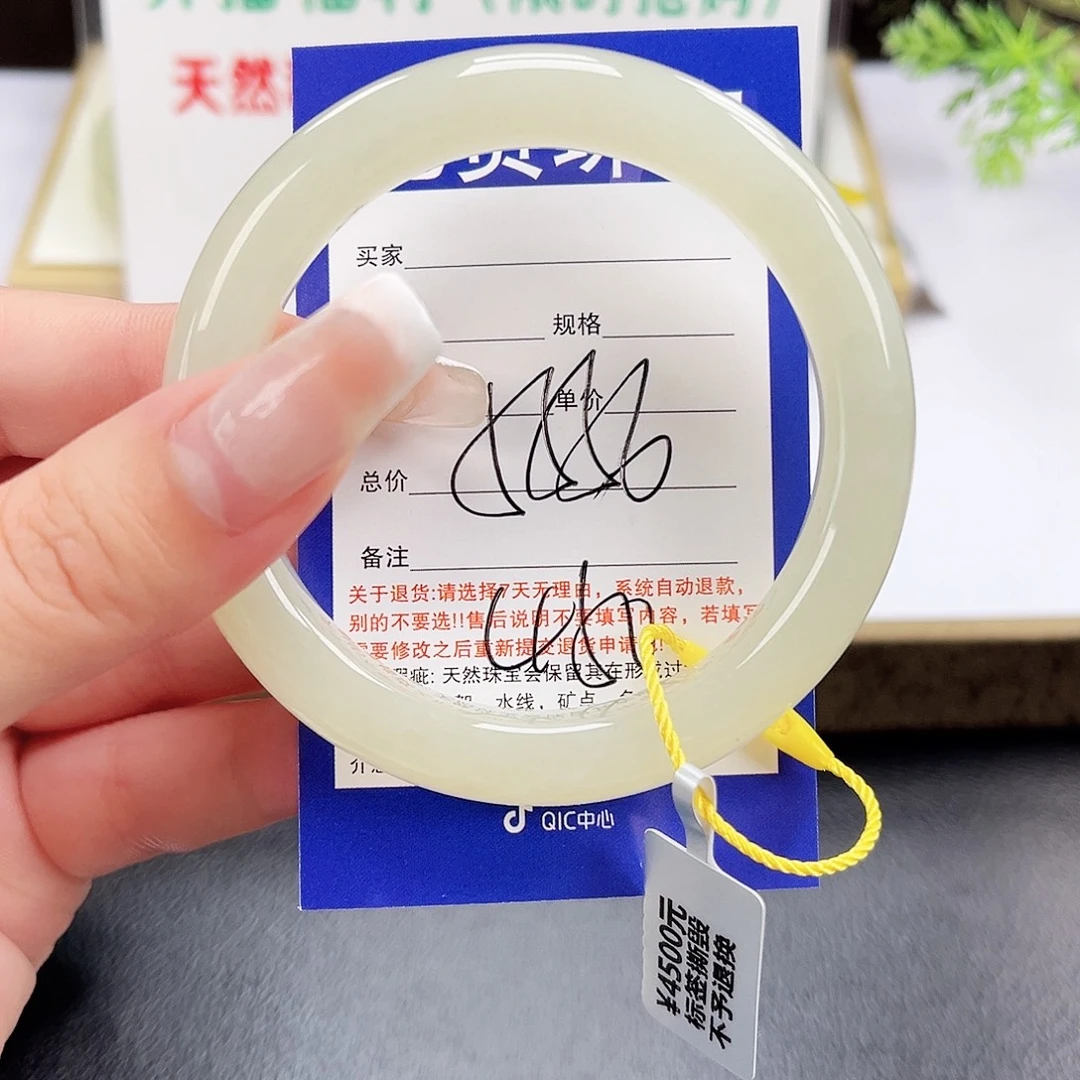 天然
买家
规格
单价
总价
备注
关于退货:请选择7天无理由，系统自动退款，
别的不要选!!售后说明不要填写内容，若填写
需要修改之后重新提交退货申请
瑕疵: 天然珠宝会保留其在形成过
水线，矿点
QIC中心
¥4500元
标签撕毁
不予退换